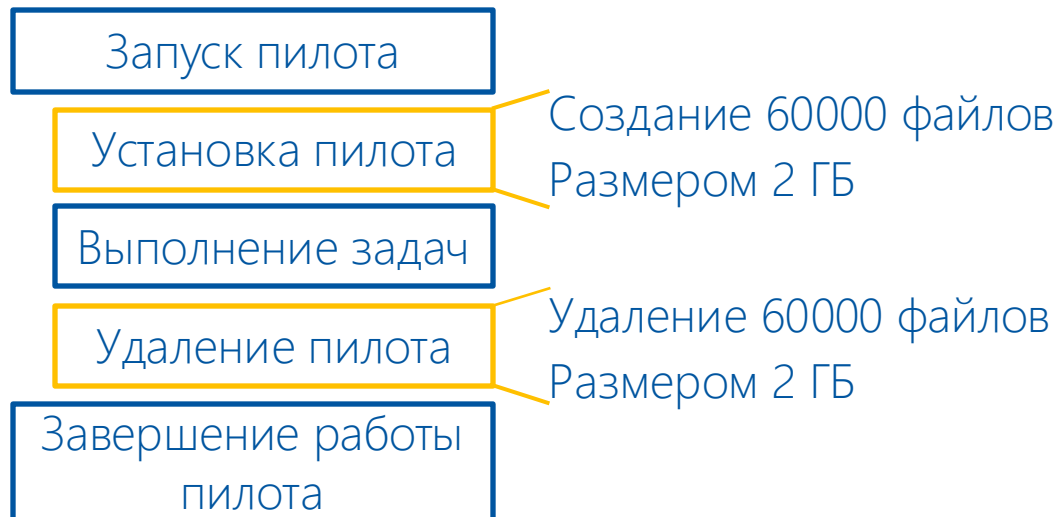 Запуск пилота
Установка пилота
Создание 60000 файлов
Размером 2 ГБ
Выполнение задач
Удаление пилота
Удаление 60000 файлов
Размером 2 ГБ
Завершение работы
пилота